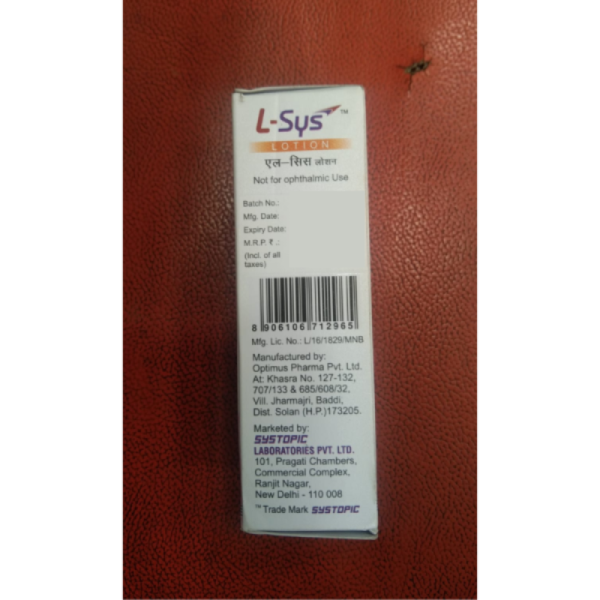 L-Sys™
LOTION
एल–सिस लोशन
Not for ophthalmic Use
Batch No.:
Mfg. Date:
Expiry Date:
M.R.P. ₹ .:
(Incl. of all
taxes)
8 906106 712965
Mfg. Lic. No.: L/16/1829/MNB
Manufactured by:
Optimus Pharma Pvt. Ltd.
At: Khasra No. 127-132,
707/133 & 685/608/32,
Vill. Jharmajri, Baddi,
Dist. Solan (H.P.)173205.
Marketed by:
SYSTOPIC
LABORATORIES PVT. LTD.
101, Pragati Chambers,
Commercial Complex,
Ranjit Nagar,
New Delhi - 110 008
™ Trade Mark SYSTOPIC